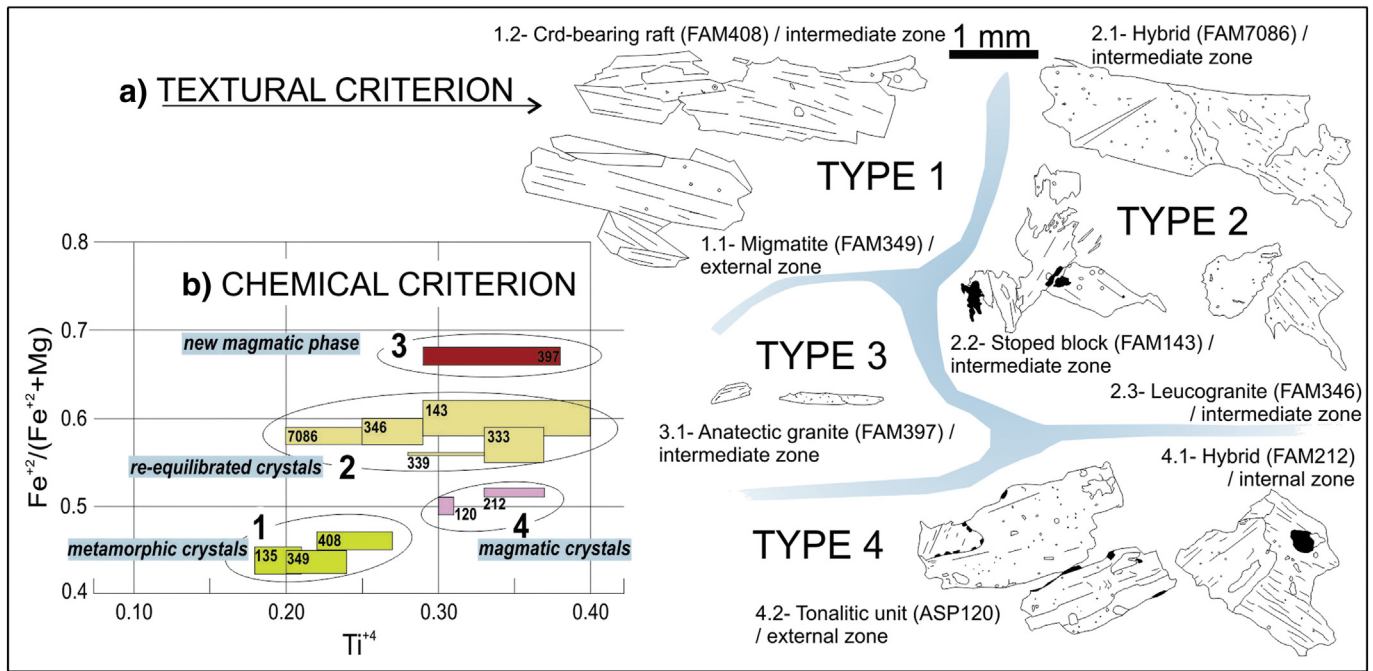 1.2- Crd-bearing raft (FAM408) / intermediate zone
1 mm
2.1- Hybrid (FAM7086) /
intermediate zone
a) TEXTURAL CRITERION
TYPE 1
TYPE 2
1.1- Migmatite (FAM349) /
external zone
2.2- Stoped block (FAM143) /
intermediate zone
2.3- Leucogranite (FAM346)
/ intermediate zone
TYPE 3
3.1- Anatectic granite (FAM397) /
intermediate zone
4.1- Hybrid (FAM212)
/ internal zone
TYPE 4
4.2- Tonalitic unit (ASP120)
/ external zone
b) CHEMICAL CRITERION
Fe⁺²/(Fe⁺²+Mg)
0.8
0.7
0.6
0.5
0.4
new magmatic phase
3
397
143
346
7086
333
339
re-equilibrated crystals
2
212
120
4
magmatic crystals
1
408
metamorphic crystals
135
349
0.10
0.20
0.30
0.40
Ti⁺⁴